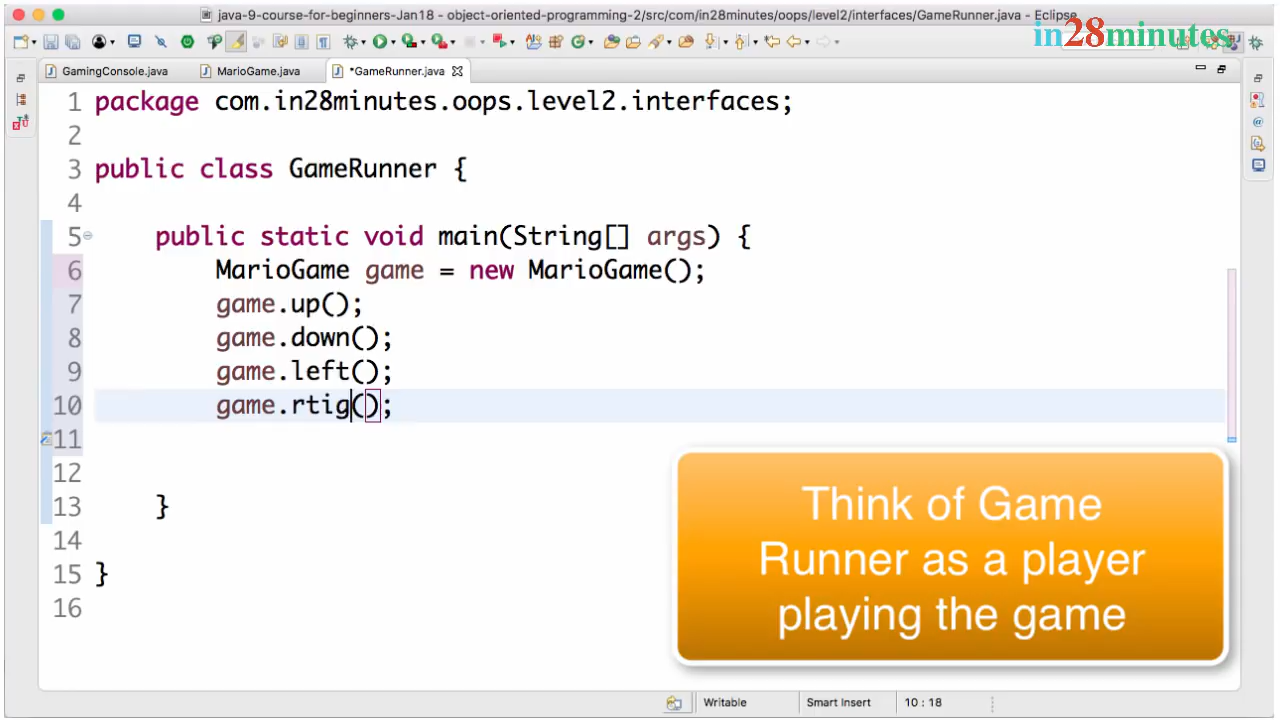 java-9-course-for-beginners-Jan18 - object-oriented-programming-2/src/com/in28minutes/oops/level2/interfaces/GameRunner.java - Eclipse
in28minutes
GamingConsole.java
MarioGame.java
*GameRunner.java
1 package com.in28minutes.oops.level2.interfaces;
2
3 public class GameRunner {
4
5 public static void main(String[] args) {
6 MarioGame game = new MarioGame();
7 game.up();
8 game.down();
9 game.left();
10 game.rtig();
11
12
13 }
14
15 }
16
Think of Game
Runner as a player
playing the game
Writable
Smart Insert
10 : 18